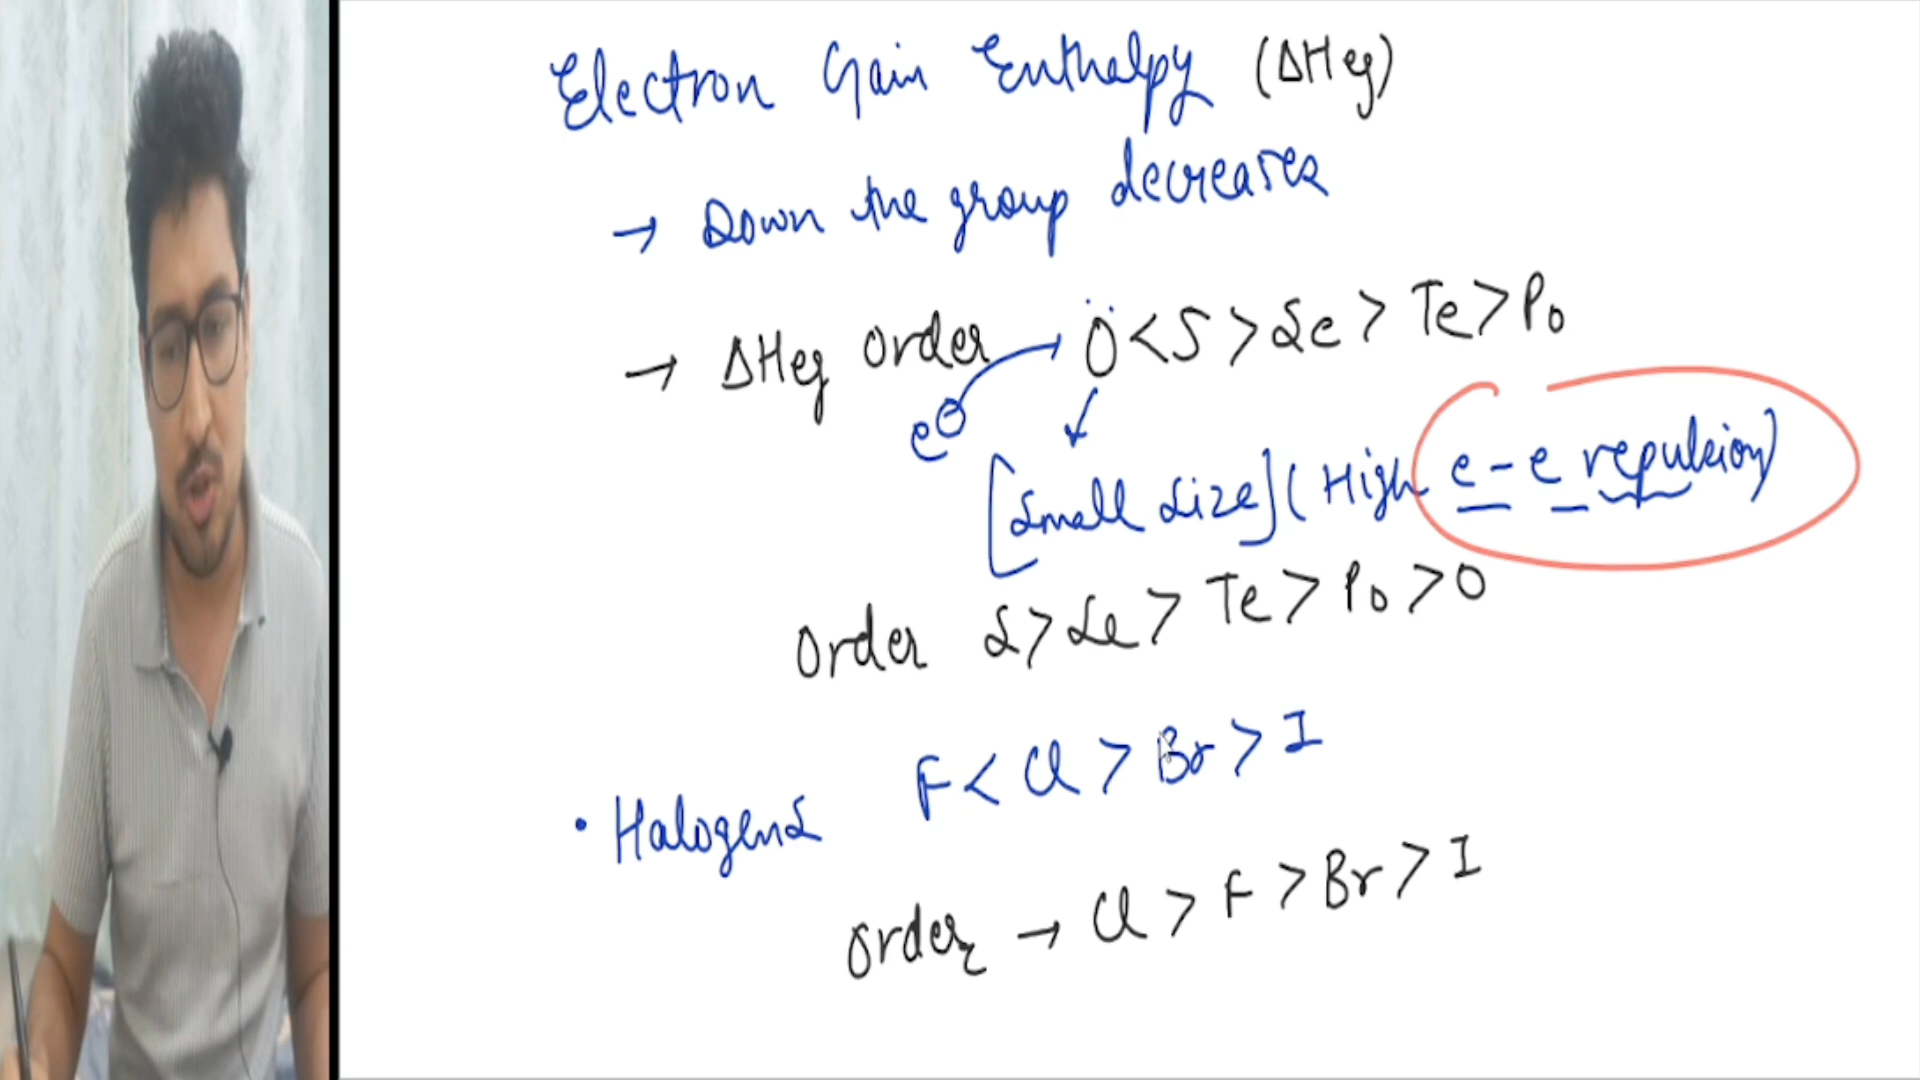 Electron Gain Enthalpy (ΔHeg)
→ Down the group decreases
→ ΔHeg order → O < S > Se > Te > Po
e⊖
[Small Size] (High e - e repulsion)
Order S > Se > Te > Po > O
• Halogens F < Cl > Br > I
Order → Cl > F > Br > I